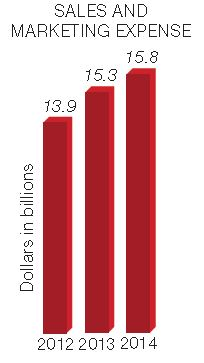 SALES AND
MARKETING EXPENSE
15.8
15.3
13.9
Dollars in billions
2012 2013 2014